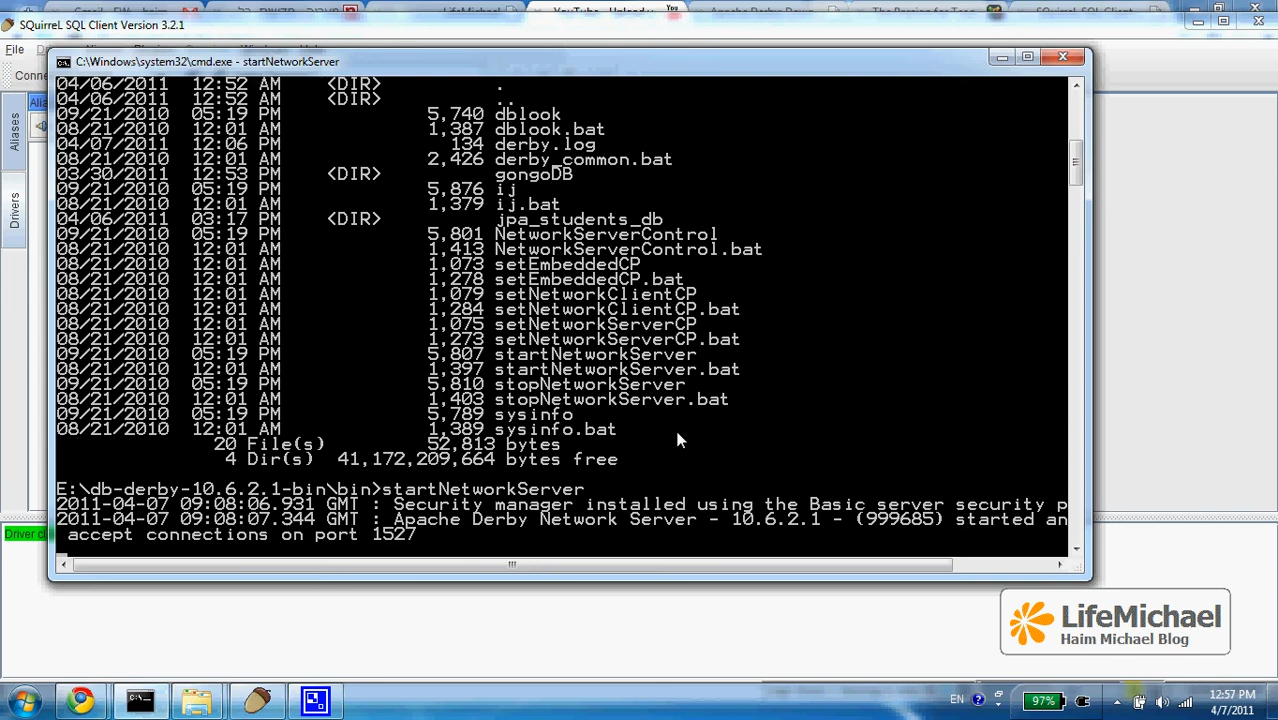 SQuirreL SQL Client Version 3.2.1
File
C:\Windows\system32\cmd.exe - startNetworkServer
Conne
Alia
Aliases
Drivers
04/06/2011 12:52 AM <DIR> .
04/06/2011 12:52 AM <DIR> ..
09/21/2010 05:19 PM 5,740 dblook
08/21/2010 12:01 AM 1,387 dblook.bat
04/07/2011 12:06 PM 134 derby.log
08/21/2010 12:01 AM 2,426 derby_common.bat
03/30/2011 12:53 PM <DIR> gongoDB
09/21/2010 05:19 PM 5,876 ij
08/21/2010 12:01 AM 1,379 ij.bat
04/06/2011 03:17 PM <DIR> jpa_students_db
09/21/2010 05:19 PM 5,801 NetworkServerControl
08/21/2010 12:01 AM 1,413 NetworkServerControl.bat
08/21/2010 12:01 AM 1,073 setEmbeddedCP
08/21/2010 12:01 AM 1,278 setEmbeddedCP.bat
08/21/2010 12:01 AM 1,079 setNetworkClientCP
08/21/2010 12:01 AM 1,284 setNetworkClientCP.bat
08/21/2010 12:01 AM 1,075 setNetworkServerCP
08/21/2010 12:01 AM 1,273 setNetworkServerCP.bat
09/21/2010 05:19 PM 5,807 startNetworkServer
08/21/2010 12:01 AM 1,397 startNetworkServer.bat
09/21/2010 05:19 PM 5,810 stopNetworkServer
08/21/2010 12:01 AM 1,403 stopNetworkServer.bat
09/21/2010 05:19 PM 5,789 sysinfo
08/21/2010 12:01 AM 1,389 sysinfo.bat
20 File(s) 52,813 bytes
4 Dir(s) 41,172,209,664 bytes free
E:\db-derby-10.6.2.1-bin\bin>startNetworkServer
2011-04-07 09:08:06.931 GMT : Security manager installed using the Basic server security p
2011-04-07 09:08:07.344 GMT : Apache Derby Network Server - 10.6.2.1 - (999685) started an
accept connections on port 1527
Driver cl
LifeMichael
Haim Michael Blog
EN
97%
12:57 PM
4/7/2011